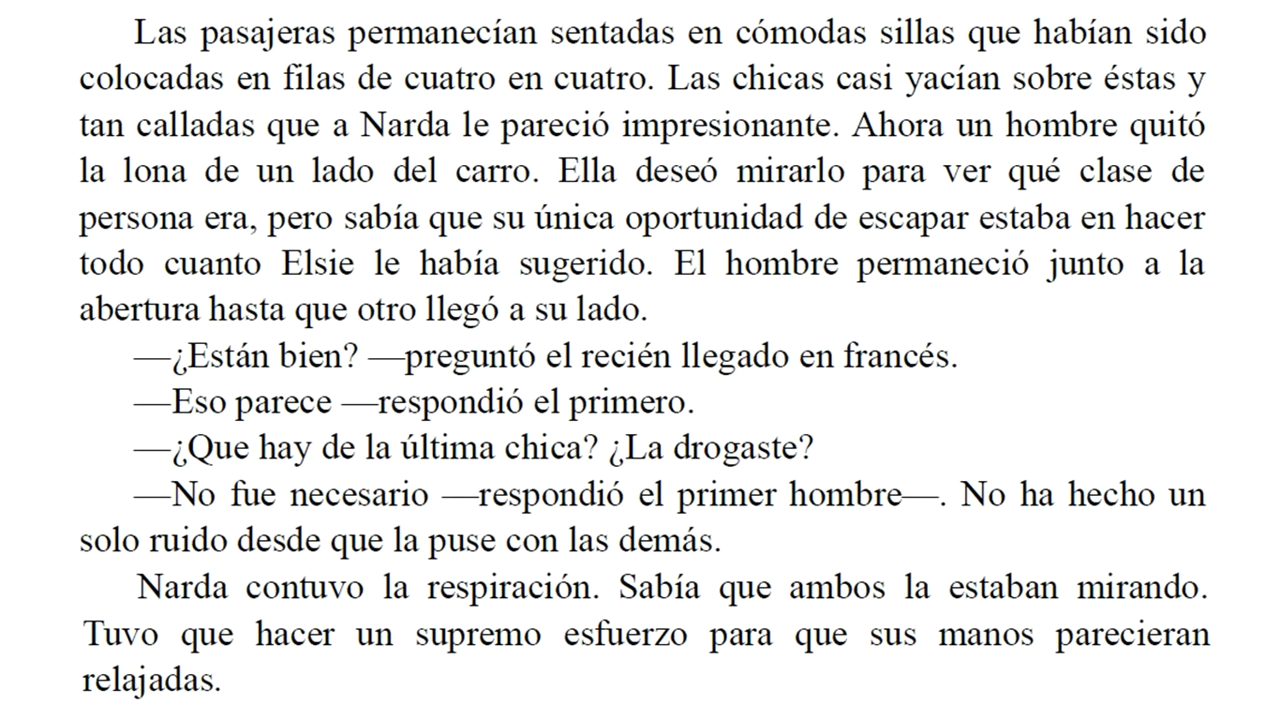 Las pasajeras permanecían sentadas en cómodas sillas que habían sido
colocadas en filas de cuatro en cuatro. Las chicas casi yacían sobre éstas y
tan calladas que a Narda le pareció impresionante. Ahora un hombre quitó
la lona de un lado del carro. Ella deseó mirarlo para ver qué clase de
persona era, pero sabía que su única oportunidad de escapar estaba en hacer
todo cuanto Elsie le había sugerido. El hombre permaneció junto a la
abertura hasta que otro llegó a su lado.
—¿Están bien? —preguntó el recién llegado en francés.
—Eso parece —respondió el primero.
—¿Que hay de la última chica? ¿La drogaste?
—No fue necesario —respondió el primer hombre—. No ha hecho un
solo ruido desde que la puse con las demás.
Narda contuvo la respiración. Sabía que ambos la estaban mirando.
Tuvo que hacer un supremo esfuerzo para que sus manos parecieran
relajadas.